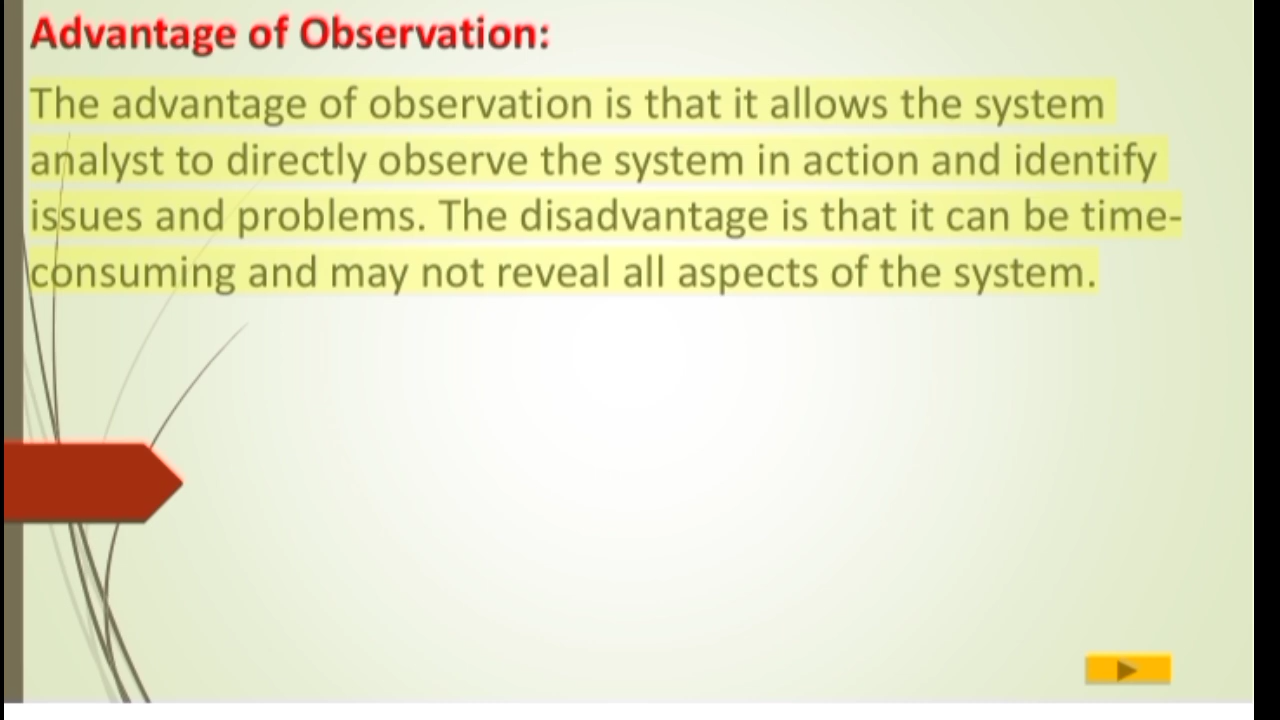 Advantage of Observation:
The advantage of observation is that it allows the system
analyst to directly observe the system in action and identify
issues and problems. The disadvantage is that it can be time-
consuming and may not reveal all aspects of the system.